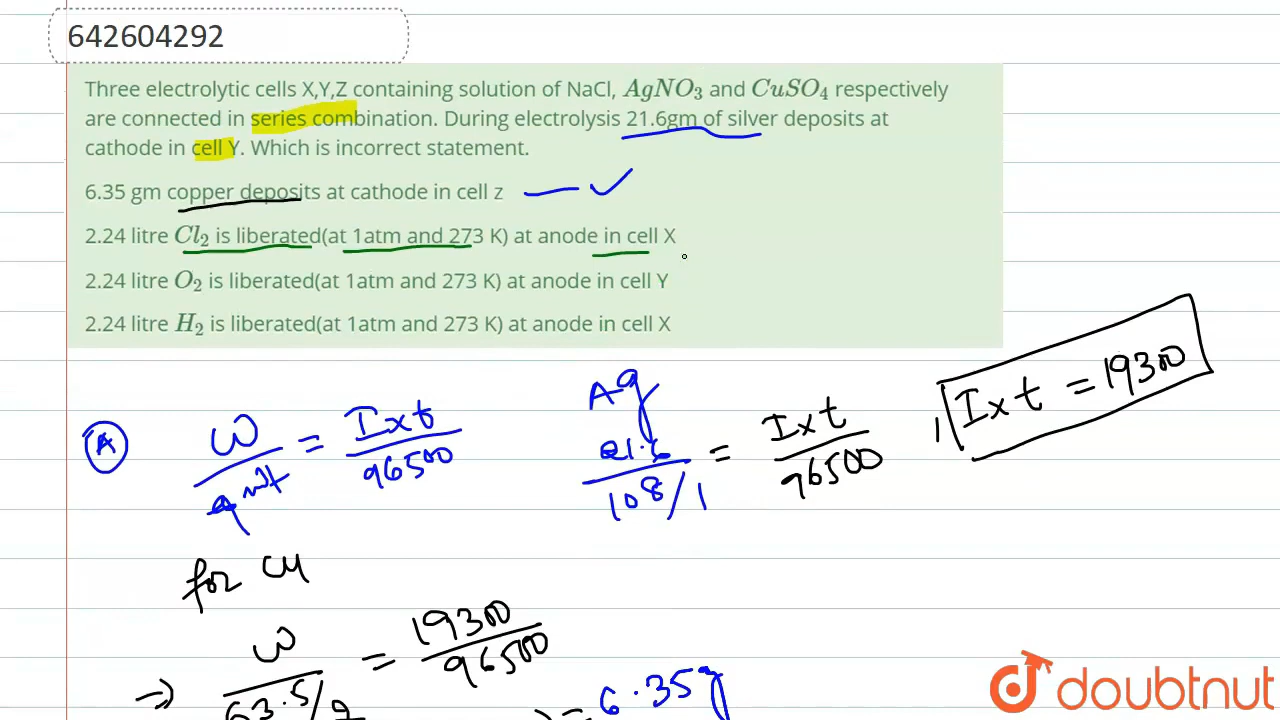 642604292
Three electrolytic cells X,Y,Z containing solution of NaCl, AgNO₃ and CuSO₄ respectively
are connected in series combination. During electrolysis 21.6gm of silver deposits at
cathode in cell Y. Which is incorrect statement.
6.35 gm copper deposits at cathode in cell z
2.24 litre Cl₂ is liberated(at 1atm and 273 K) at anode in cell X
2.24 litre O₂ is liberated(at 1atm and 273 K) at anode in cell Y
2.24 litre H₂ is liberated(at 1atm and 273 K) at anode in cell X
I x t = 19300
Ag
A ω = I x t
96500
21.6 = I x t
108/1 96500
for Cu
ω = 19300
63.5/2 96500
=) = 6.35g
doubtnut